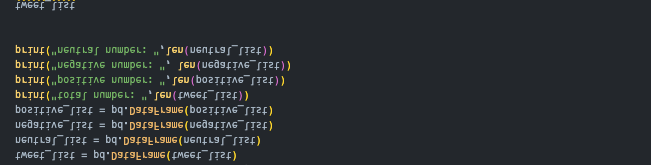 tweet_list = pd.DataFrame(tweet_list)
neutral_list = pd.DataFrame(neutral_list)
negative_list = pd.DataFrame(negative_list)
positive_list = pd.DataFrame(positive_list)
print("total number: ",len(tweet_list))
print("positive number: ",len(positive_list))
print("negative number: ", len(negative_list))
print("neutral number: ",len(neutral_list))
tweet_list